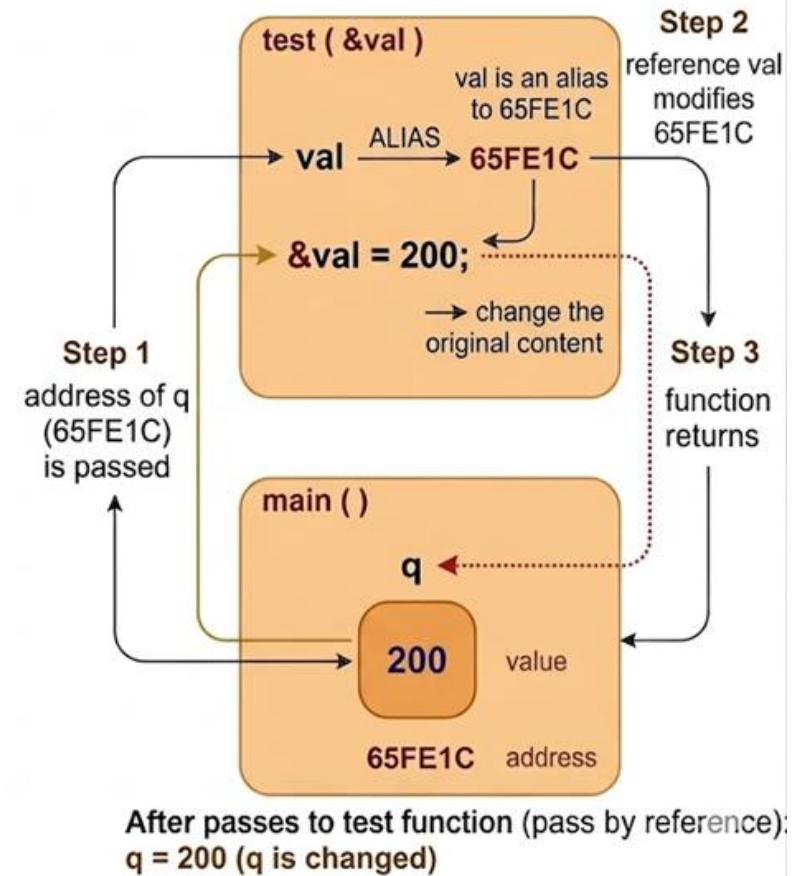 test ( &val )
val is an alias
to 65FE1C
val
ALIAS
65FE1C
&val = 200;
change the
original content
Step 1
address of q
(65FE1C)
is passed
Step 2
reference val
modifies
65FE1C
Step 3
function
returns
main ( )
q
200
value
65FE1C
address
After passes to test function (pass by reference):
q = 200 (q is changed)